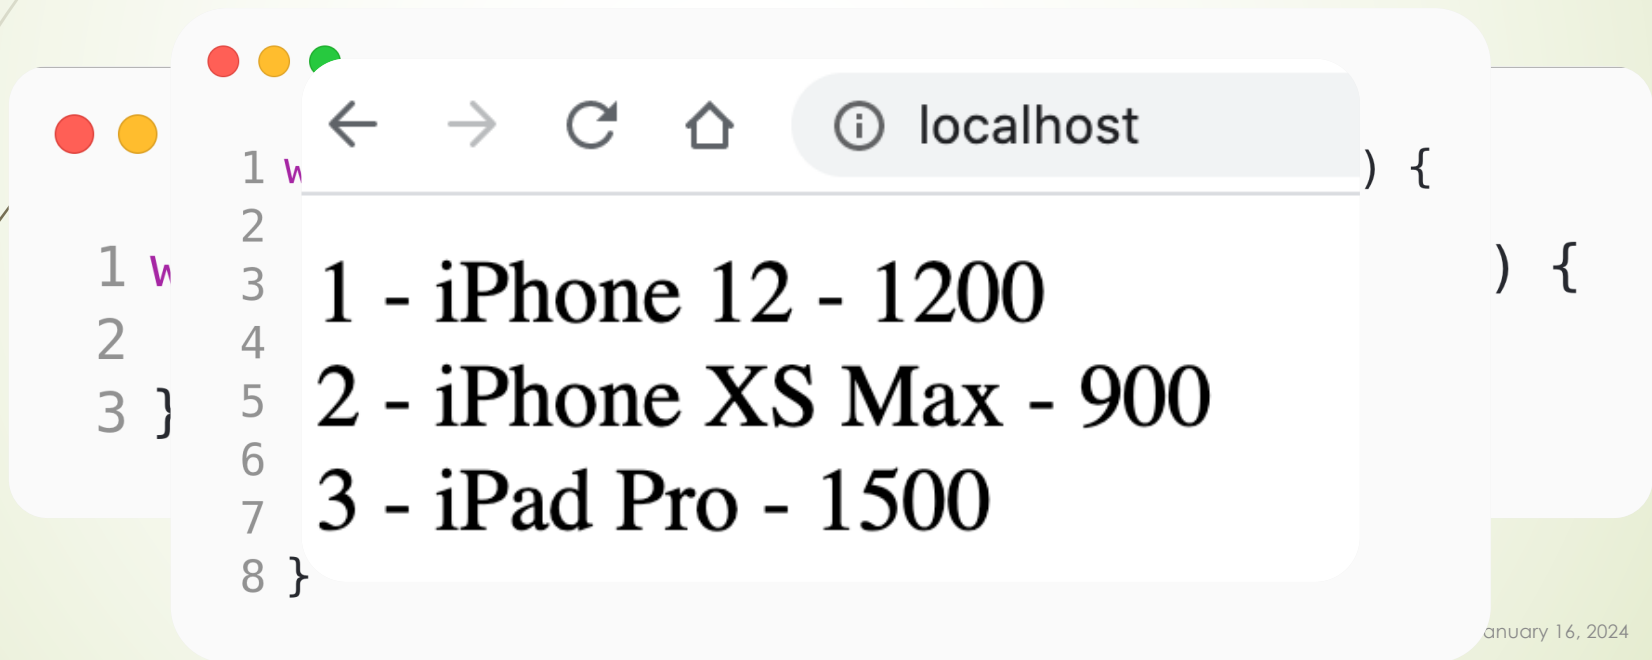 localhost
1 w ) {
2
3
4
5
6
7
8 }
1 w ) {
2
3 }
1 - iPhone 12 - 1200
2 - iPhone XS Max - 900
3 - iPad Pro - 1500
anuary 16, 2024